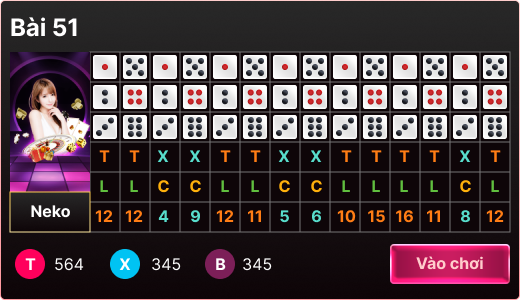 Bài 51
T T X X T T X X T T T T X T
L L C C L L C C L L L L C L
12 12 4 9 12 11 5 6 10 15 16 11 8 12
Neko
T 564 X 345 B 345 Vào chơi